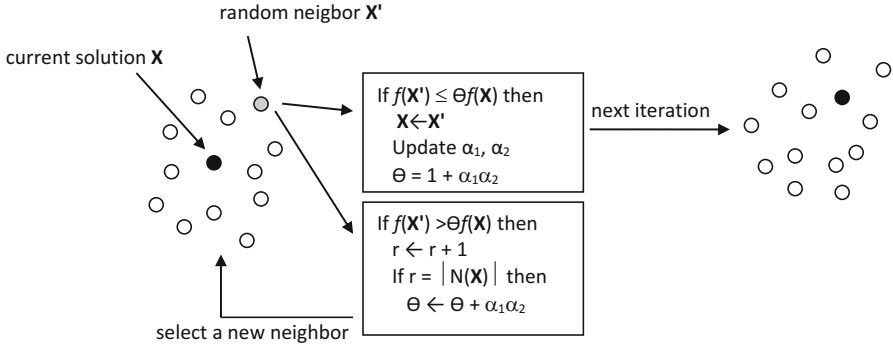 random neigbor X'
current solution X
If f(X') ≤ Θf(X) then
X←X'
Update α₁, α₂
Θ = 1 + α₁α₂
next iteration
If f(X') >Θf(X) then
r ← r + 1
If r = |N(X)| then
Θ ← Θ + α₁α₂
select a new neighbor